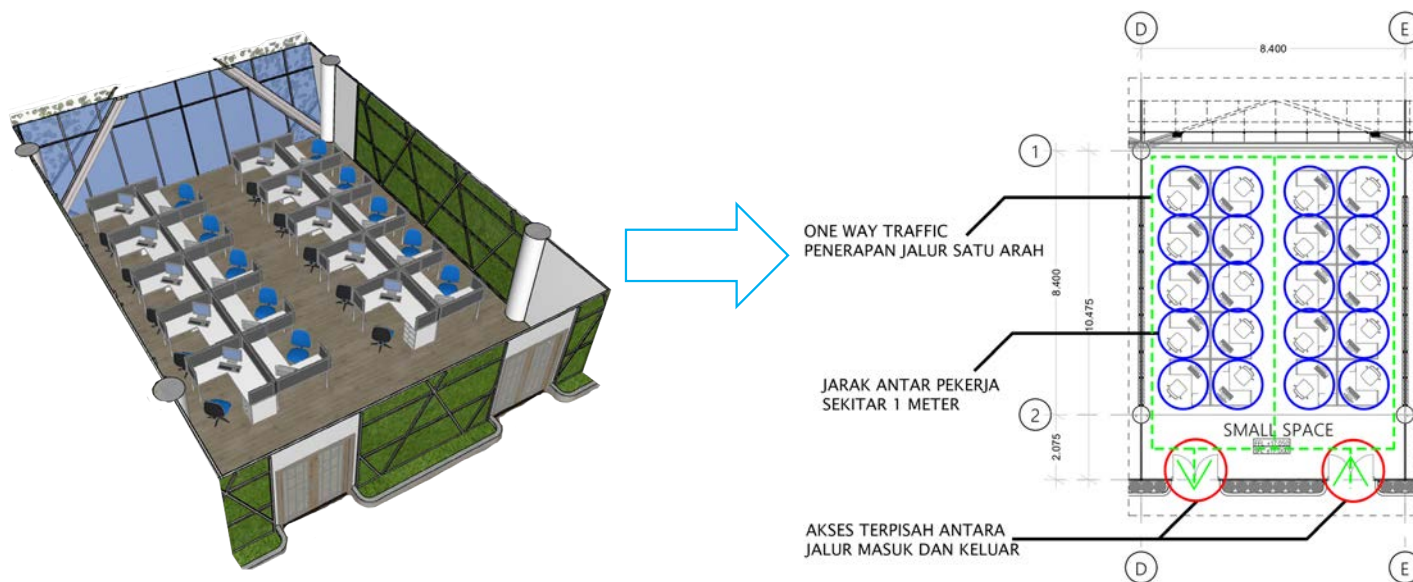 D
E
8.400
1
ONE WAY TRAFFIC
PENERAPAN JALUR SATU ARAH
8.400
10.475
JARAK ANTAR PEKERJA
SEKITAR 1 METER
2
SMALL SPACE
2.075
AKSES TERPISAH ANTARA
JALUR MASUK DAN KELUAR
D
E